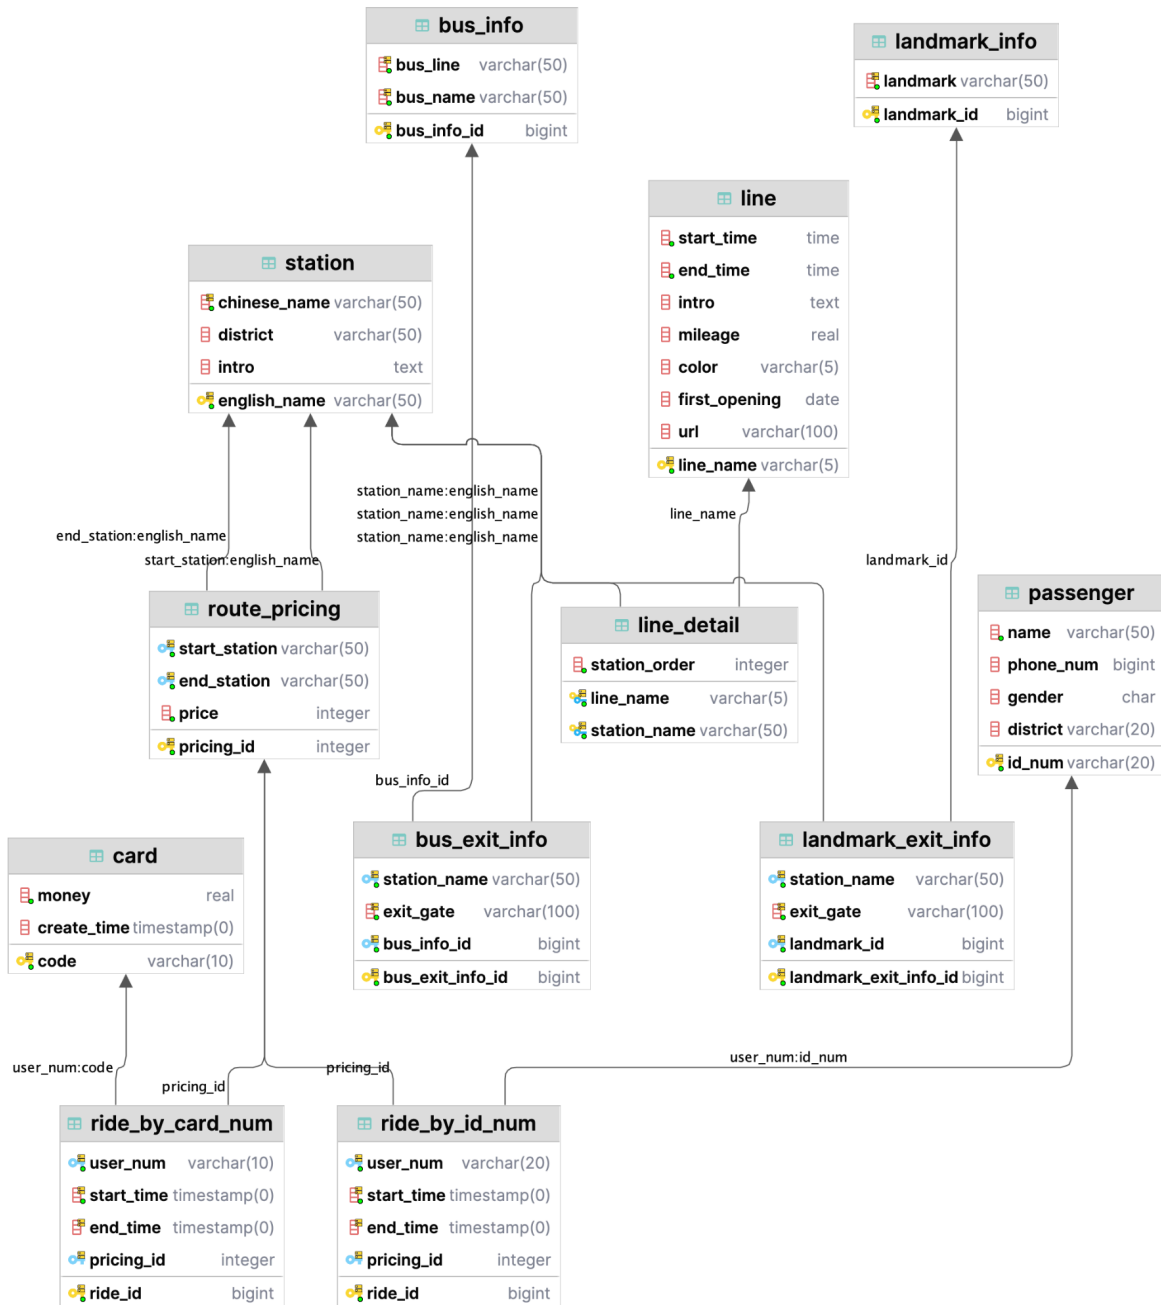 bus_info
bus_line varchar(50)
bus_name varchar(50)
bus_info_id bigint
landmark_info
landmark varchar(50)
landmark_id bigint
line
start_time time
end_time time
intro text
mileage real
color varchar(5)
first_opening date
url varchar(100)
line_name varchar(5)
station
chinese_name varchar(50)
district varchar(50)
intro text
english_name varchar(50)
station_name:english_name
station_name:english_name
station_name:english_name
line_name
end_station:english_name
start_station:english_name
landmark_id
route_pricing
start_station varchar(50)
end_station varchar(50)
price integer
pricing_id integer
line_detail
station_order integer
line_name varchar(5)
station_name varchar(50)
passenger
name varchar(50)
phone_num bigint
gender char
district varchar(20)
id_num varchar(20)
bus_info_id
card
money real
create_time timestamp(0)
code varchar(10)
bus_exit_info
station_name varchar(50)
exit_gate varchar(100)
bus_info_id bigint
bus_exit_info_id bigint
landmark_exit_info
station_name varchar(50)
exit_gate varchar(100)
landmark_id bigint
landmark_exit_info_id bigint
user_num:code
pricing_id
pricing_id
user_num:id_num
ride_by_card_num
user_num varchar(10)
start_time timestamp(0)
end_time timestamp(0)
pricing_id integer
ride_id bigint
ride_by_id_num
user_num varchar(20)
start_time timestamp(0)
end_time timestamp(0)
pricing_id integer
ride_id bigint